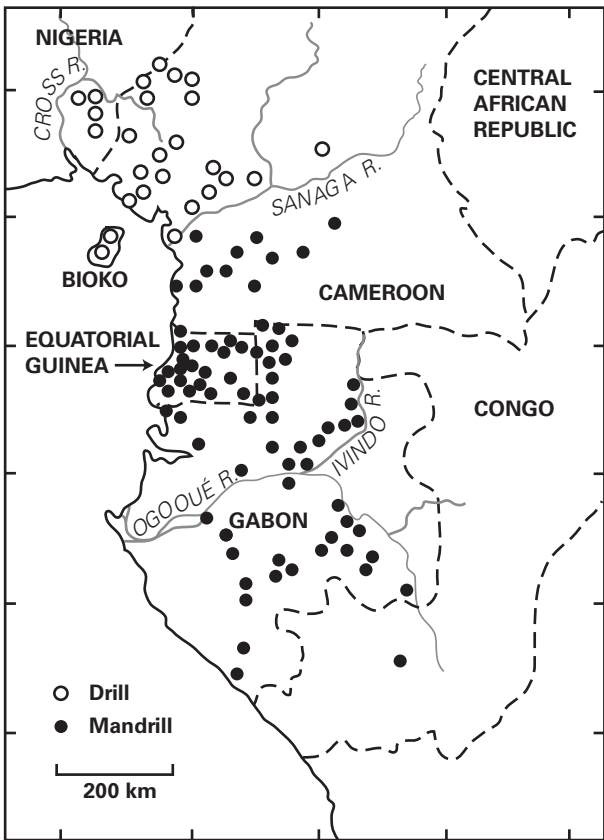 NIGERIA
CROSS R.
CENTRAL
AFRICAN
REPUBLIC
SANAGA R.
BIOKO
CAMEROON
EQUATORIAL
GUINEA
CONGO
IVINDO R.
OGOOUÉ R.
GABON
Drill
Mandrill
200 km